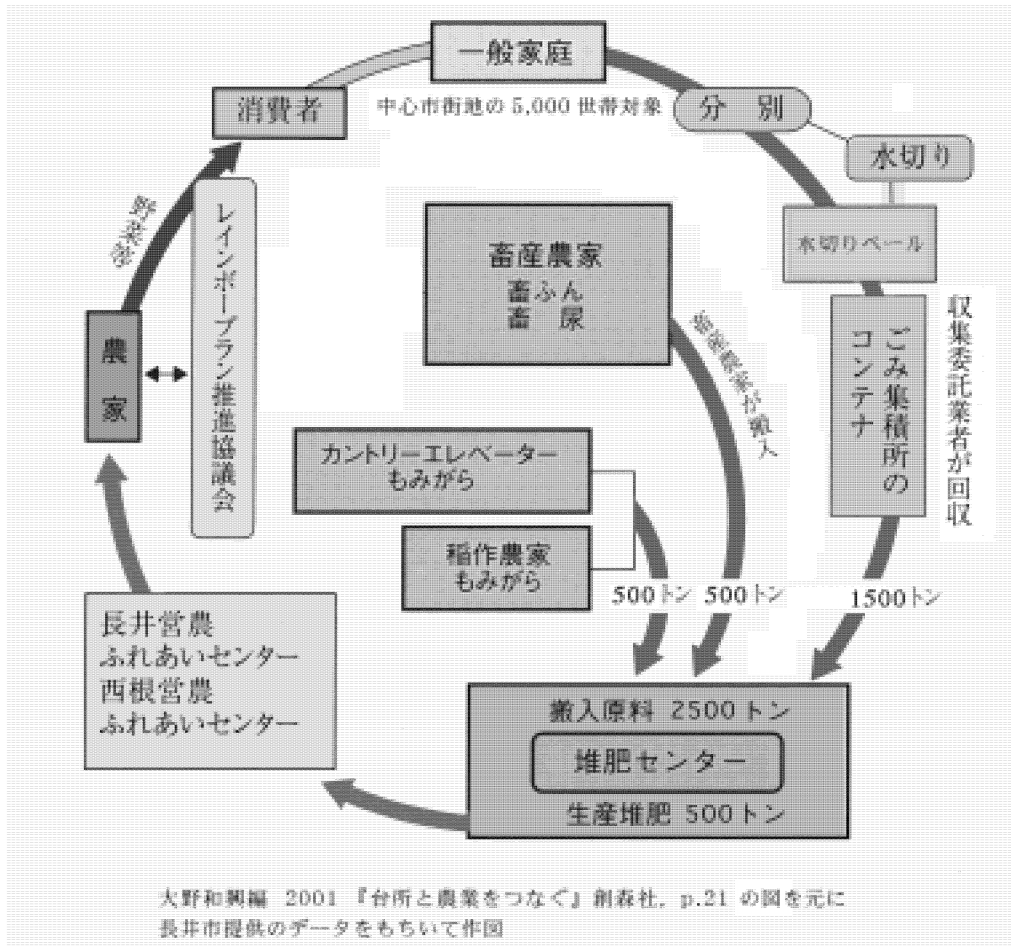 一般家庭
消費者
中心市街地の 5,000 世帯対象
分　別
水切り
水切りペール
ごみ集積所の
コンテナ
収集委託業者が回収
畜産農家
畜ふん
畜　尿
カントリーエレベーター
もみがら
稲作農家
もみがら
500トン
500トン
1500トン
搬入原料 2500トン
堆肥センター
生産堆肥 500トン
長井営農
ふれあいセンター
西根営農
ふれあいセンター
農家
レインボープラン推進協議会
野菜等
大野和興編 2001 『台所と農業をつなぐ』創森社, p.21 の図を元に
長井市提供のデータをもちいて作図